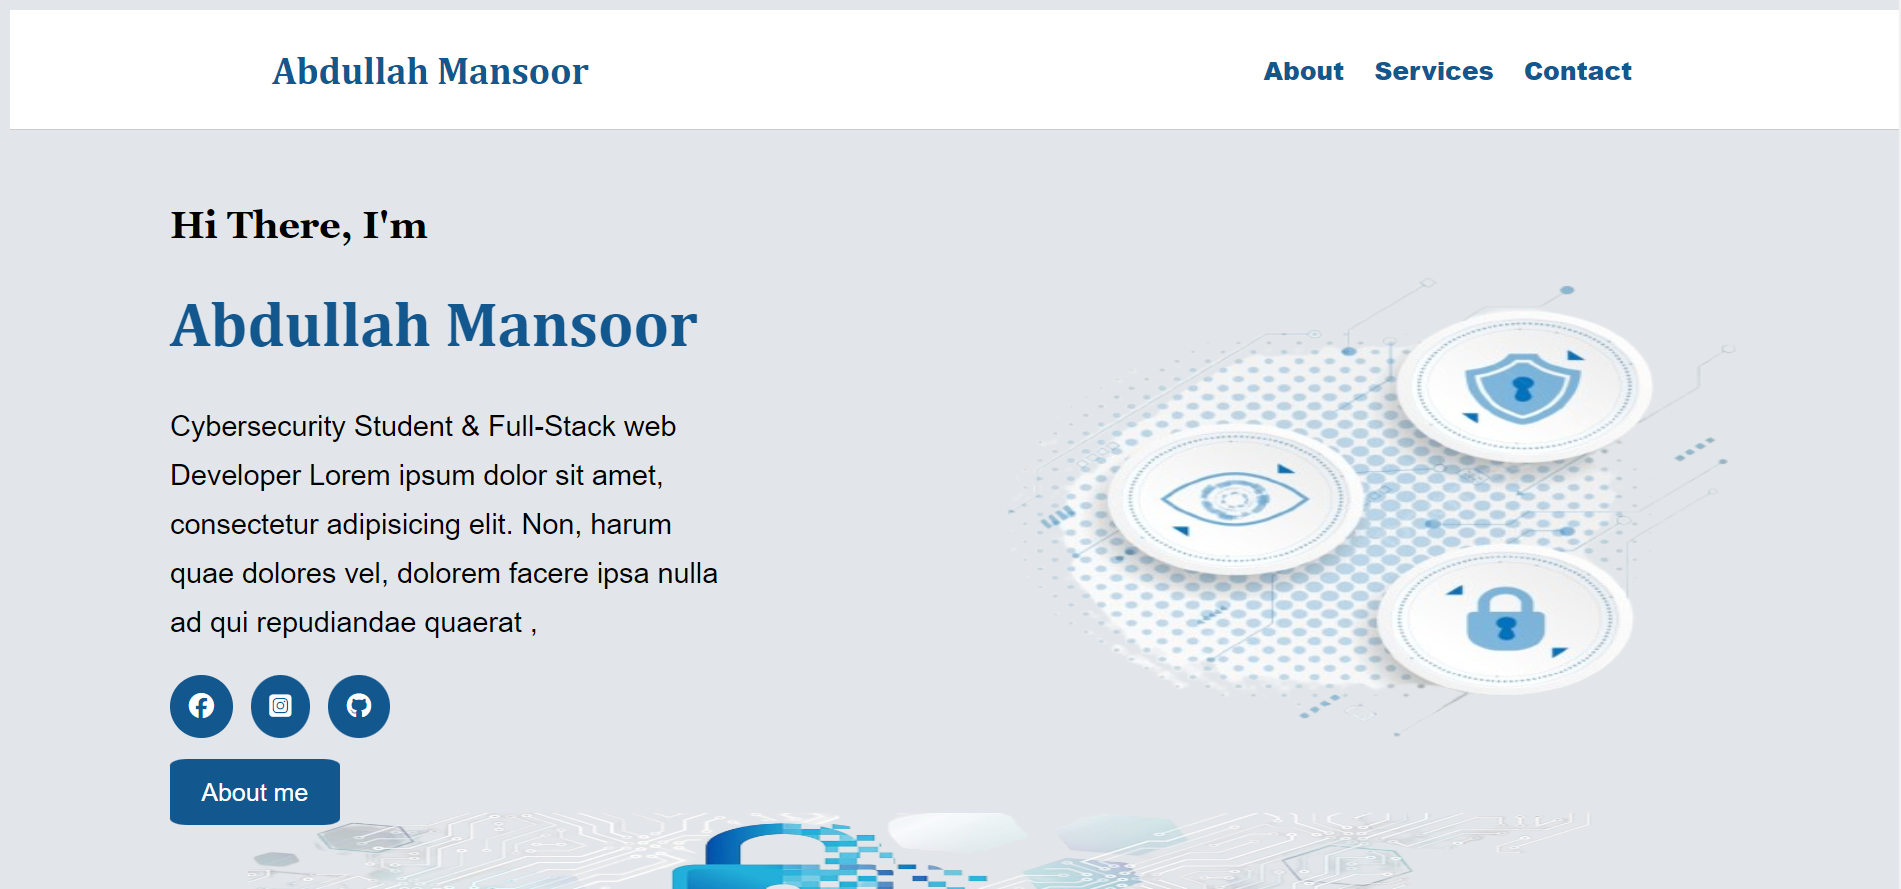 Abdullah Mansoor
About Services Contact
Hi There, I'm
Abdullah Mansoor
Cybersecurity Student & Full-Stack web
Developer Lorem ipsum dolor sit amet,
consectetur adipisicing elit. Non, harum
quae dolores vel, dolorem facere ipsa nulla
ad qui repudiandae quaerat ,
About me